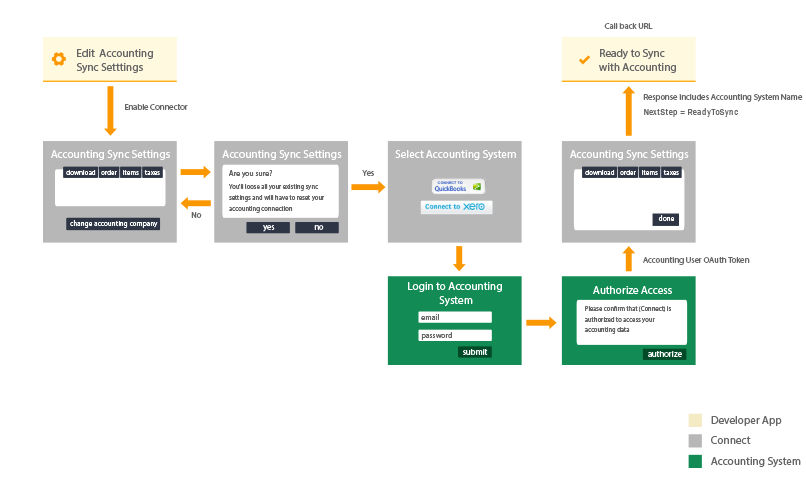 Call back URL
Edit Accounting
Sync Setttings
Ready to Sync
with Accounting
Enable Connector
Response Includes Accounting System Name
NextStep = ReadyToSync
Accounting Sync Settings
download order items taxes
change accounting company
Accounting Sync Settings
Are you sure?
You'll loose all your existing sync
settings and will have to reset your
accounting connection
yes no
Yes
No
Select Accounting System
CONNECT TO
QuickBooks
Connect to xero
Accounting Sync Settings
download order items taxes
done
Accounting User OAuth Token
Login to Accounting
System
email
password
submit
Authorize Access
Please confirm that (Connect) is
authorized to access your
accounting data
authorize
Developer App
Connect
Accounting System